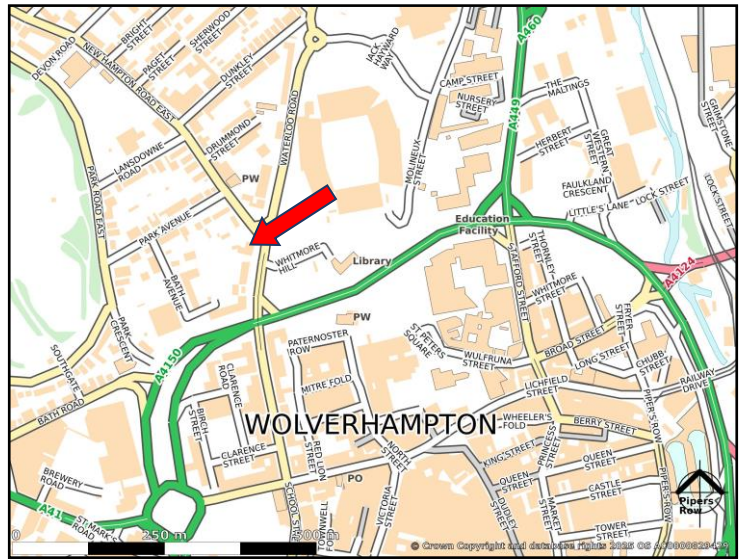 DEVON ROAD
BRIGHT
STREET
SHERWOOD
STREET
PAGET
STREET
DUNKLEY
STREET
NEW HAMPTON ROAD EAST
JACK
HAYWARD
WAY
A460
CAMP STREET
NURSERY
STREET
THE
MALTINGS
A449
GRIMSTONE
STREET
LANSDOWNE
ROAD
DRUMMOND
STREET
WATERLOO ROAD
MOLINEUX
STREET
HERBERT
STREET
GREAT
WESTERN
STREET
PARK ROAD EAST
PW
FAULKLAND
CRESCENT
LOCK STREET
LOCK STREET
LITTLE'S LANE
PARK AVENUE
Education
Facility
WHITMORE
HILL
Library
BATH
AVENUE
STAFFORD STREET
THORNLEY
STREET
WHITMORE
STREET
A4124
PARK
CRESCENT
PW
ST PETERS
SQUARE
FRYER
STREET
BROAD STREET
SOUTHGATE
A4150
PATERNOSTER
ROW
WULFRUNA
STREET
LONG STREET
CHUBB
STREET
BATH ROAD
CLARENCE
ROAD
MITRE FOLD
LICHFIELD
STREET
RAILWAY
DRIVE
BIRCH
STREET
WOLVERHAMPTON
WHEELER'S
FOLD
BERRY STREET
PIPER'S ROW
CLARENCE
STREET
RED LION
STREET
NORTH
STREET
KING STREET
PRINCESS
STREET
QUEEN
STREET
BREWERY
ROAD
PO
QUEEN
STREET
CASTLE
STREET
PIPER'S ROW
Pipers
Row
A41
ST MARK'S
ROAD
SCHOOL ST
VICTORIA
STREET
DUDLEY
STREET
MARKET
STREET
TOWER
STREET
0
250 m
500 m
© Crown Copyright and database rights 2025 OS